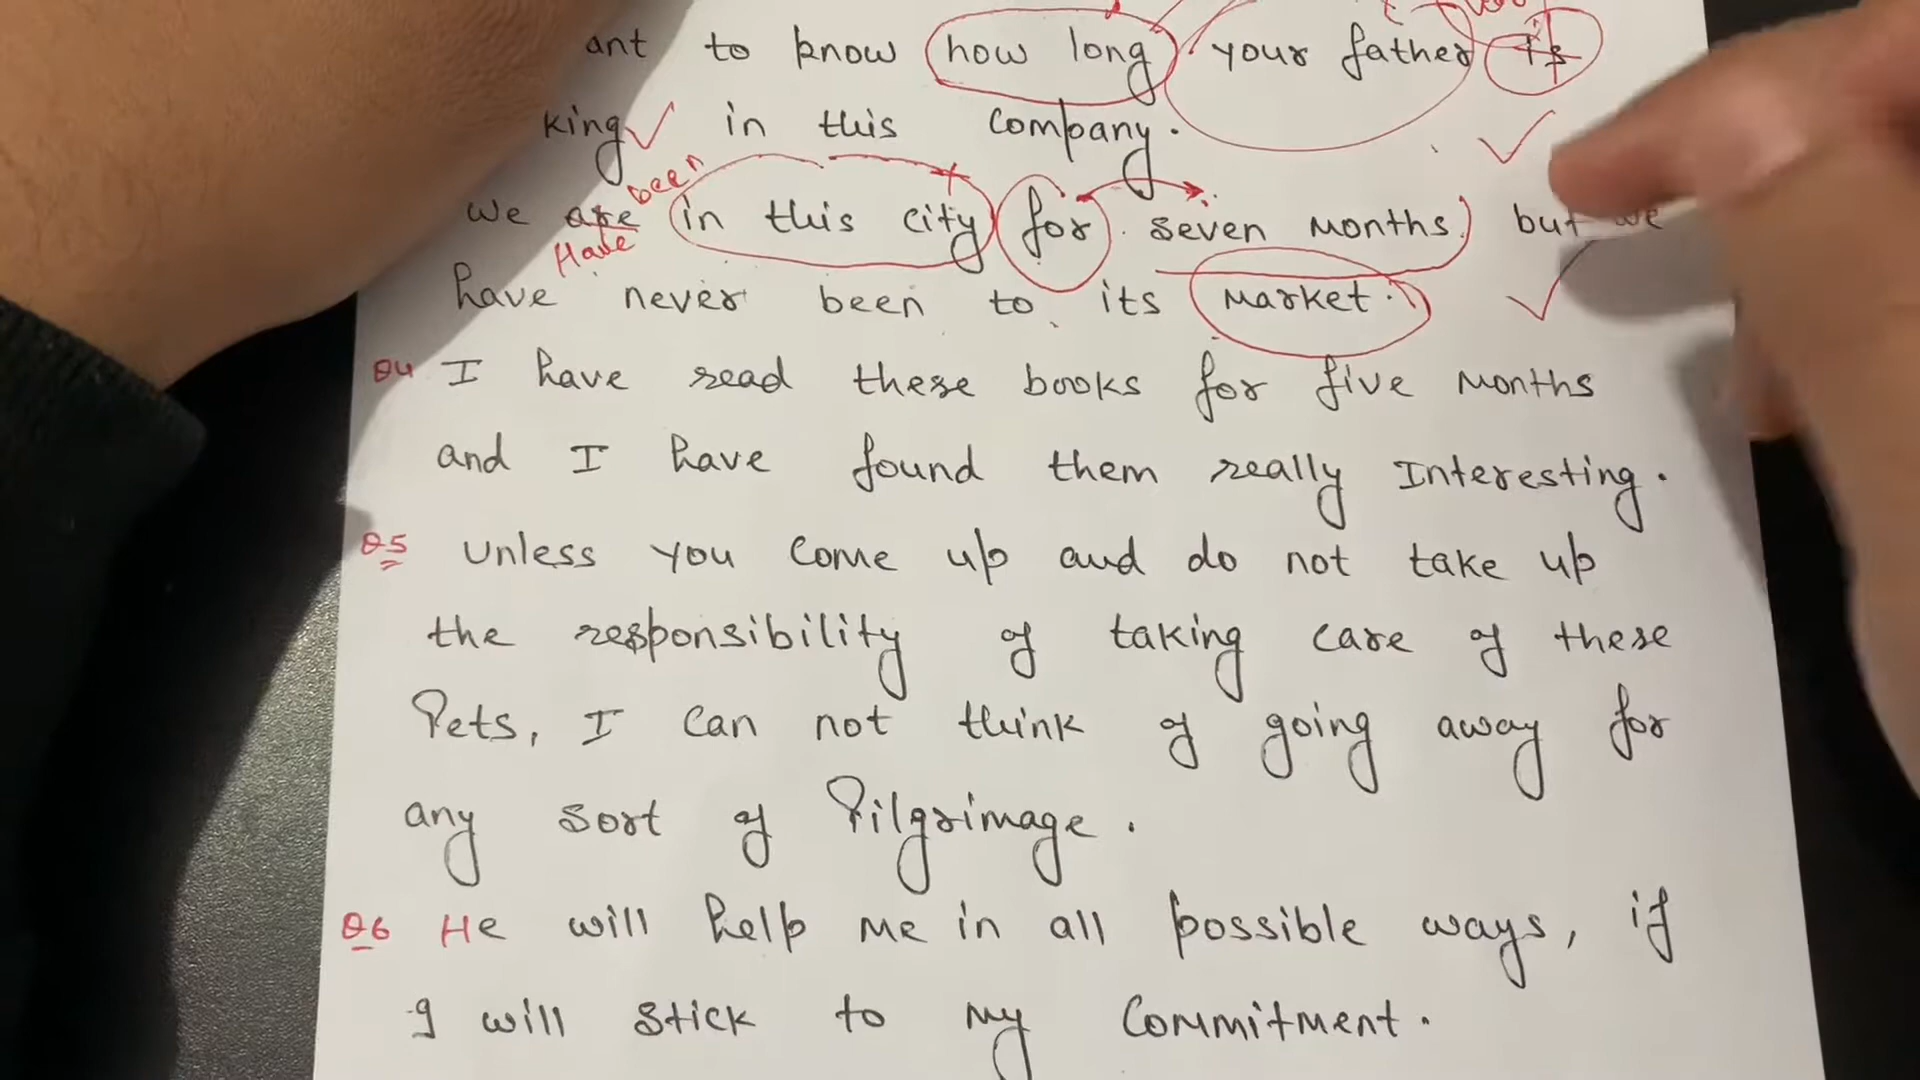 ant to know how long your father is
king in this company.
been
we are in this city for seven months but we
Have
have never been to its market.
Q4 I have read these books for five months
and I have found them really Interesting.
Q5 unless you come up and do not take up
the responsibility of taking care of these
Pets, I can not think of going away for
any sort of Pilgrimage.
Q6 He will help me in all possible ways, if
I will stick to my commitment.